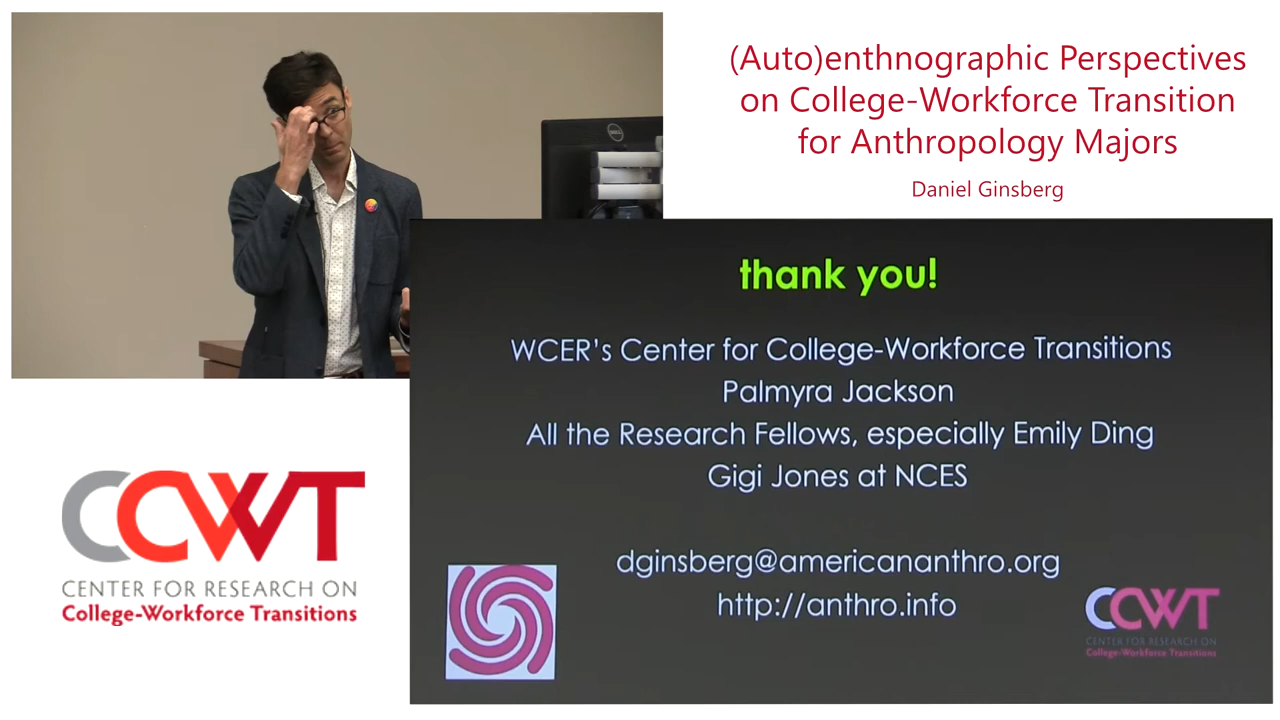 (Auto)enthnographic Perspectives
on College-Workforce Transition
for Anthropology Majors
Daniel Ginsberg
DELL
thank you!
WCER's Center for College-Workforce Transitions
Palmyra Jackson
All the Research Fellows, especially Emily Ding
Gigi Jones at NCES
dginsberg@americananthro.org
http://anthro.info
CCWT
CENTER FOR RESEARCH ON
College-Workforce Transitions
CCWT
CENTER FOR RESEARCH ON
College-Workforce Transitions